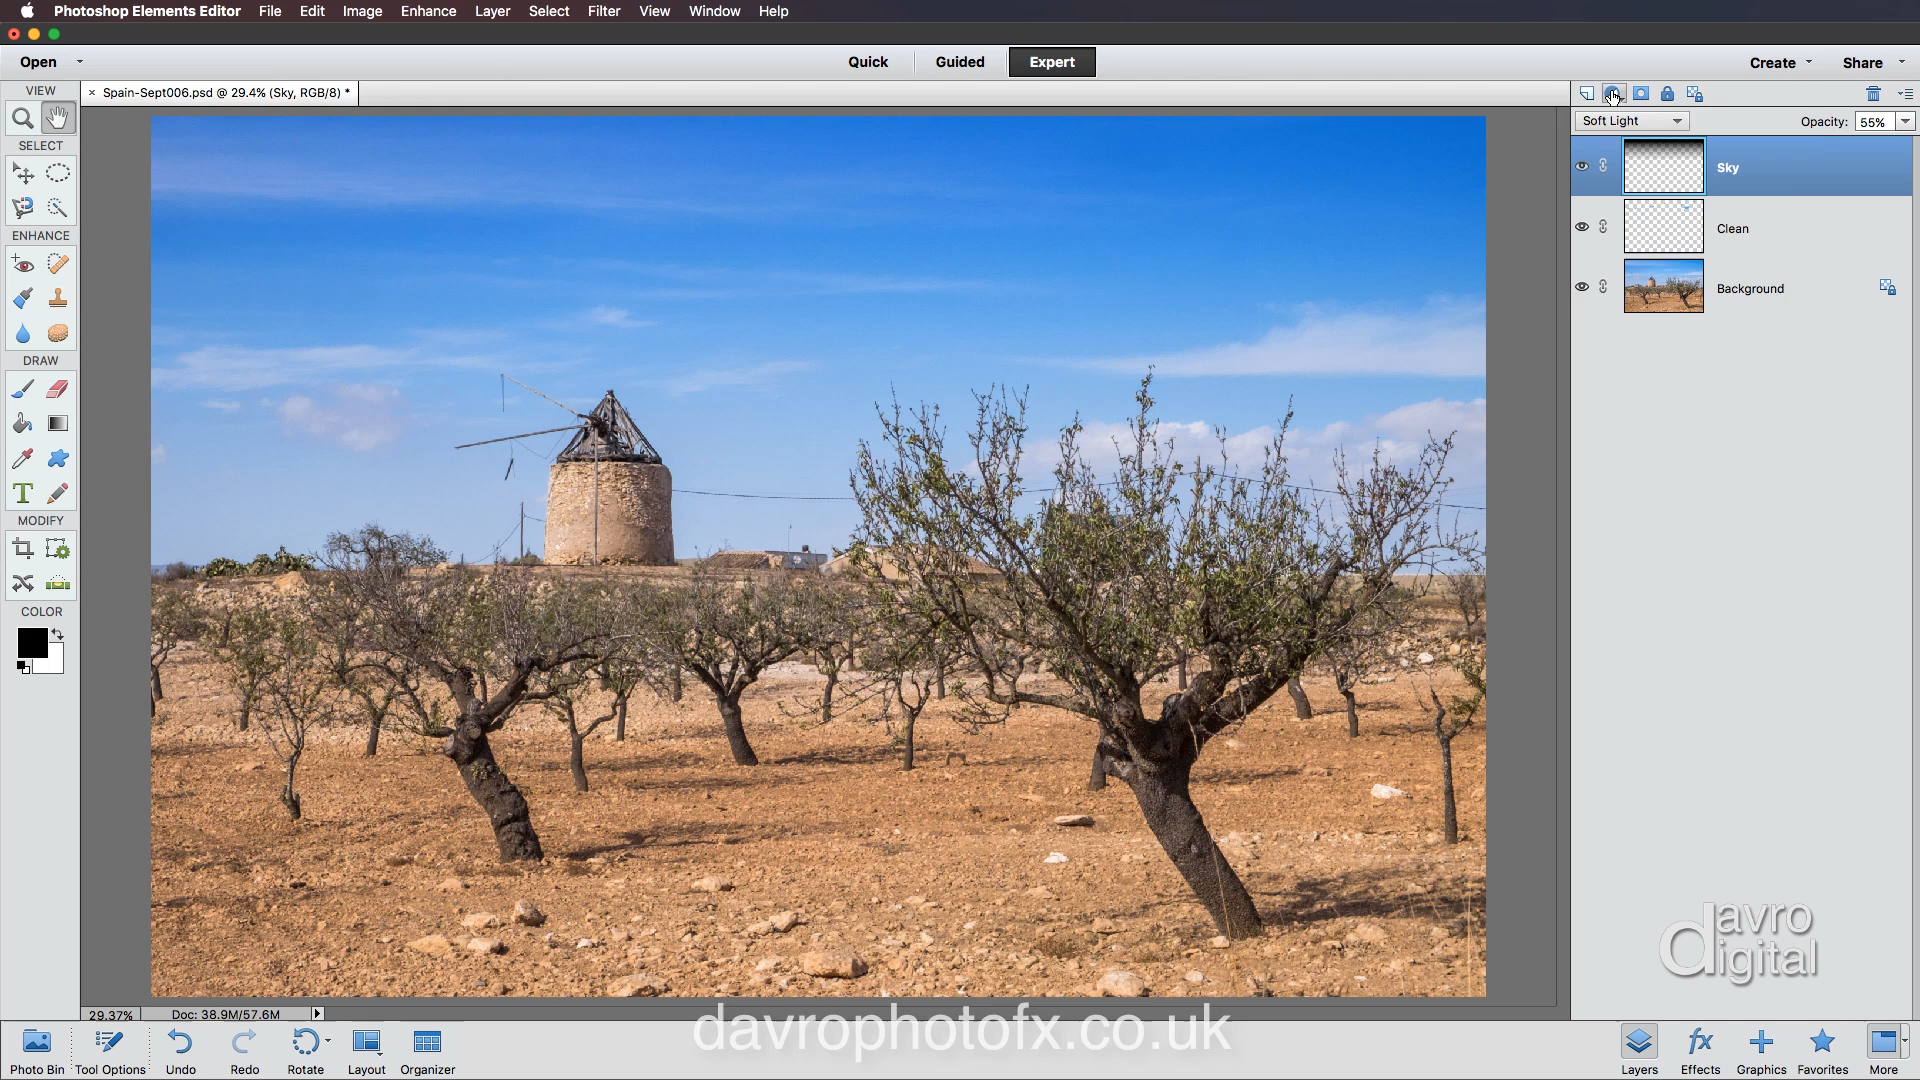 Photoshop Elements Editor File Edit Image Enhance Layer Select Filter View Window Help
Open Quick Guided Expert Create Share
VIEW × Spain-Sept006.psd @ 29.4% (Sky, RGB/8) *
Soft Light Opacity: 55%
SELECT
Sky
Clean
ENHANCE
Background
DRAW
T
MODIFY
COLOR
davro
digital
29.37% Doc: 38.9M/57.6M
davrophotofx.co.uk
fx
Photo Bin Tool Options Undo Redo Rotate Layout Organizer Layers Effects Graphics Favorites More